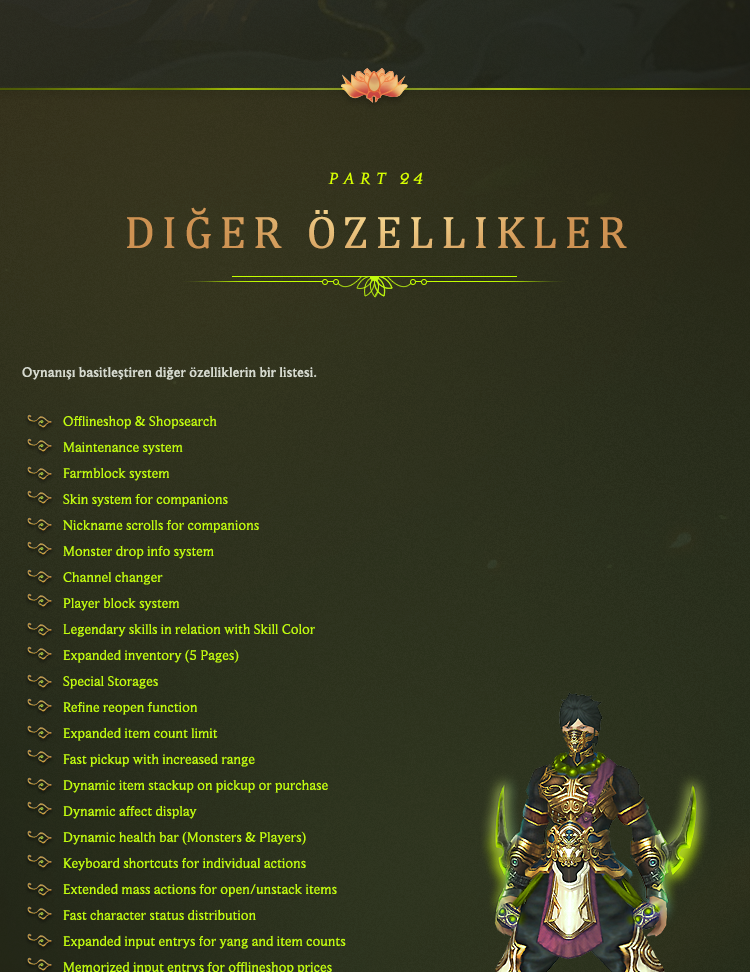 PART 24
DIĞER ÖZELLIKLER
Oynanışı basitleştiren diğer özelliklerin bir listesi.
Offlineshop & Shopsearch
Maintenance system
Farmblock system
Skin system for companions
Nickname scrolls for companions
Monster drop info system
Channel changer
Player block system
Legendary skills in relation with Skill Color
Expanded inventory (5 Pages)
Special Storages
Refine reopen function
Expanded item count limit
Fast pickup with increased range
Dynamic item stackup on pickup or purchase
Dynamic affect display
Dynamic health bar (Monsters & Players)
Keyboard shortcuts for individual actions
Extended mass actions for open/unstack items
Fast character status distribution
Expanded input entrys for yang and item counts
Memorized input entrys for offlineshop prices